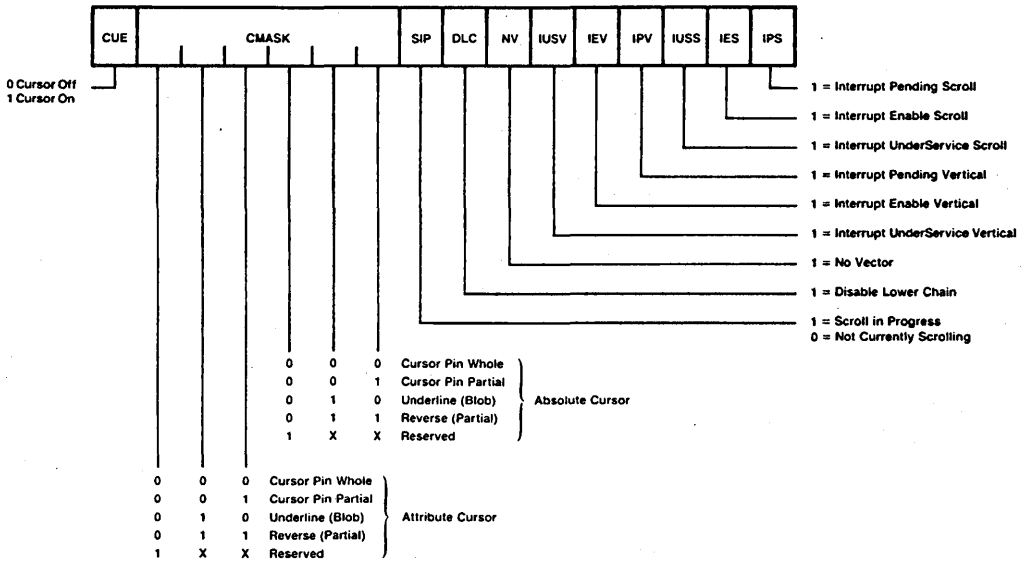 CUE CMASK SIP DLC NV IUSV IEV IPV IUSS IES IPS
0 Cursor Off
1 Cursor On
1 = Interrupt Pending Scroll
1 = Interrupt Enable Scroll
1 = Interrupt UnderService Scroll
1 = Interrupt Pending Vertical
1 = Interrupt Enable Vertical
1 = Interrupt UnderService Vertical
1 = No Vector
1 = Disable Lower Chain
1 = Scroll in Progress
0 = Not Currently Scrolling
0 0 0 Cursor Pin Whole
0 0 1 Cursor Pin Partial
0 1 0 Underline (Blob) Absolute Cursor
0 1 1 Reverse (Partial)
1 X X Reserved
0 0 0 Cursor Pin Whole
0 0 1 Cursor Pin Partial
0 1 0 Underline (Blob) Attribute Cursor
0 1 1 Reverse (Partial)
1 X X Reserved